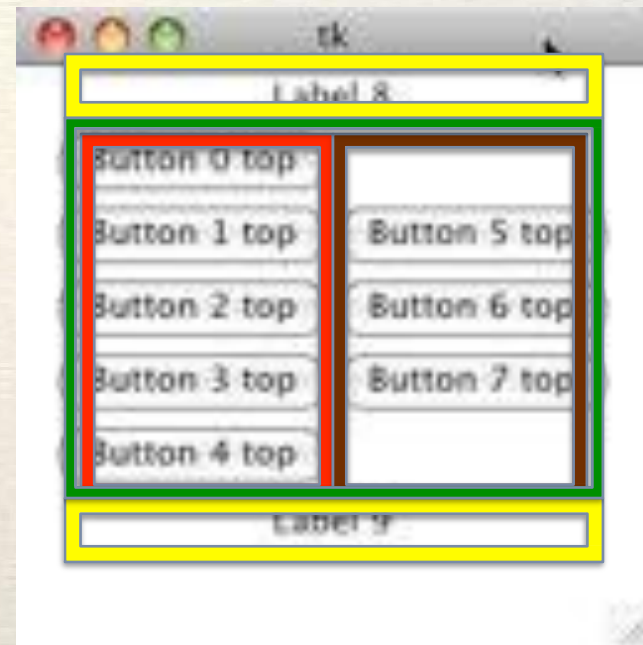 tk
Label 8
Button 0 top
Button 1 top
Button 5 top
Button 2 top
Button 6 top
Button 3 top
Button 7 top
Button 4 top
Label 9